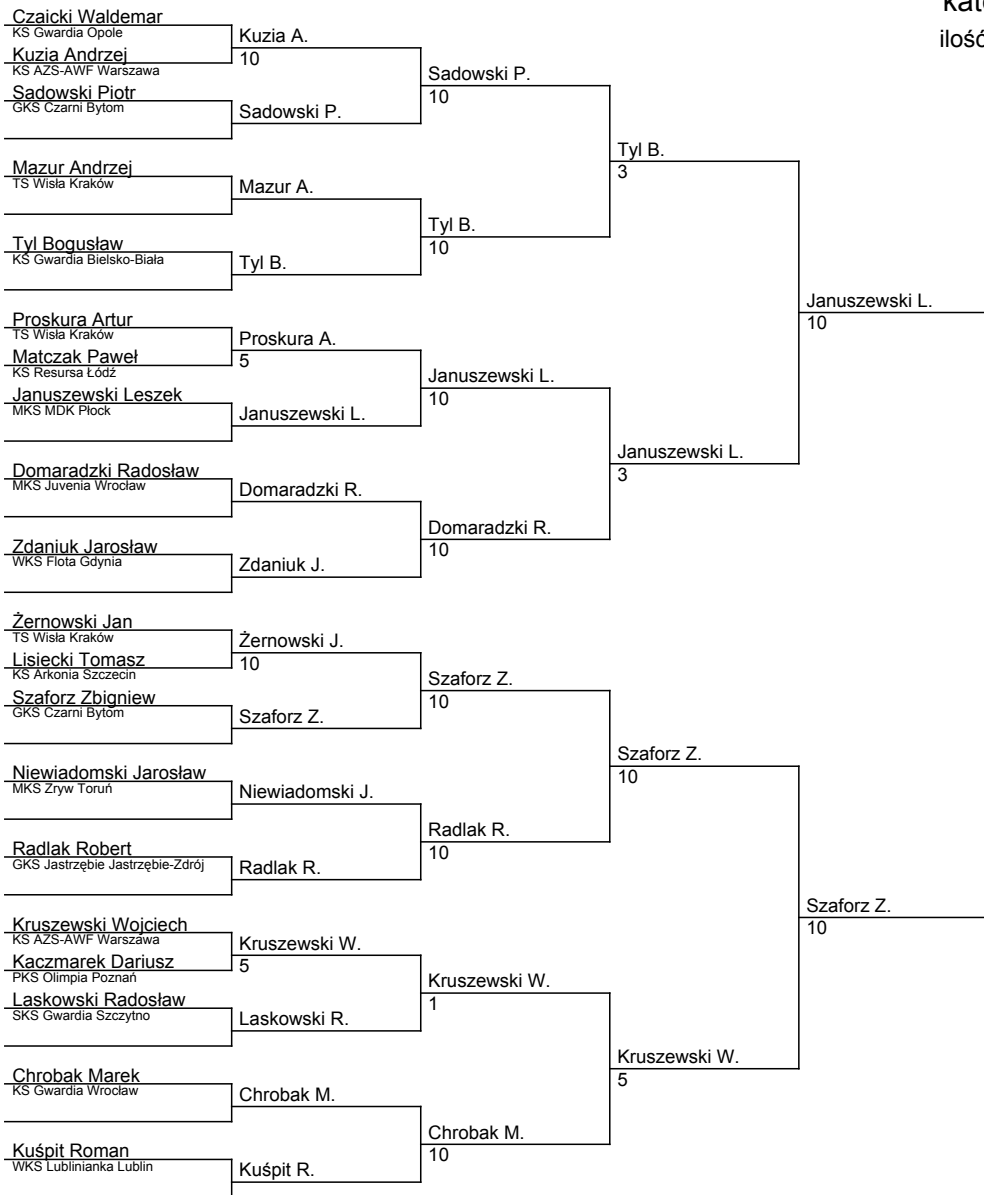 kate
ilość
Czaicki Waldemar
KS Gwardia Opole
Kuzia Andrzej
KS AZS-AWF Warszawa
Sadowski Piotr
GKS Czarni Bytom
Mazur Andrzej
TS Wisła Kraków
Tyl Bogusław
KS Gwardia Bielsko-Biała
Proskura Artur
TS Wisła Kraków
Matczak Paweł
KS Resursa Łódź
Januszewski Leszek
MKS MDK Płock
Domaradzki Radosław
MKS Juvenia Wrocław
Zdaniuk Jarosław
WKS Flota Gdynia
Żernowski Jan
TS Wisła Kraków
Lisiecki Tomasz
KS Arkonia Szczecin
Szaforz Zbigniew
GKS Czarni Bytom
Niewiadomski Jarosław
MKS Zryw Toruń
Radlak Robert
GKS Jastrzębie Jastrzębie-Zdrój
Kruszewski Wojciech
KS AZS-AWF Warszawa
Kaczmarek Dariusz
PKS Olimpia Poznań
Laskowski Radosław
SKS Gwardia Szczytno
Chrobak Marek
KS Gwardia Wrocław
Kuśpit Roman
WKS Lublinianka Lublin
Kuzia A.
10
Sadowski P.
Mazur A.
Tyl B.
Proskura A.
5
Januszewski L.
Domaradzki R.
Zdaniuk J.
Żernowski J.
10
Szaforz Z.
Niewiadomski J.
Radlak R.
Kruszewski W.
5
Laskowski R.
Chrobak M.
Kuśpit R.
Sadowski P.
10
Tyl B.
10
Januszewski L.
10
Domaradzki R.
10
Szaforz Z.
10
Radlak R.
10
Kruszewski W.
1
Chrobak M.
10
Tyl B.
3
Januszewski L.
3
Szaforz Z.
10
Kruszewski W.
5
Januszewski L.
10
Szaforz Z.
10